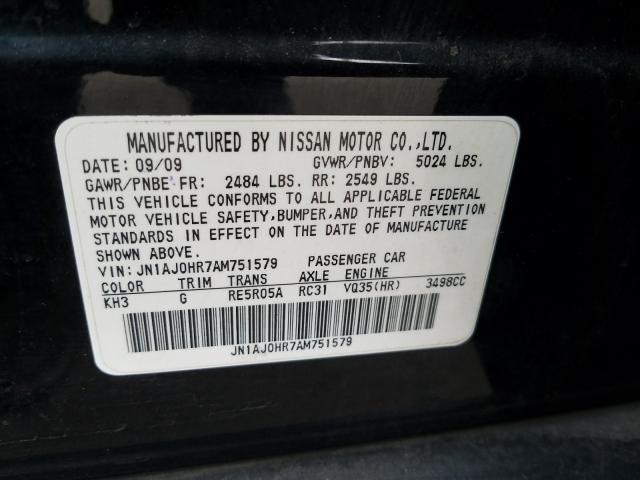 MANUFACTURED BY NISSAN MOTOR CO.,LTD.
DATE: 09/09 GVWR/PNBV: 5024 LBS.
GAWR/PNBE FR: 2484 LBS. RR: 2549 LBS.
THIS VEHICLE CONFORMS TO ALL APPLICABLE FEDERAL
MOTOR VEHICLE SAFETY,BUMPER,AND THEFT PREVENTION
STANDARDS IN EFFECT ON THE DATE OF MANUFACTURE
SHOWN ABOVE.
VIN: JN1AJ0HR7AM751579 PASSENGER CAR
COLOR TRIM TRANS AXLE ENGINE
KH3 G RE5R05A RC31 VQ35(HR) 3498CC
JN1AJ0HR7AM751579